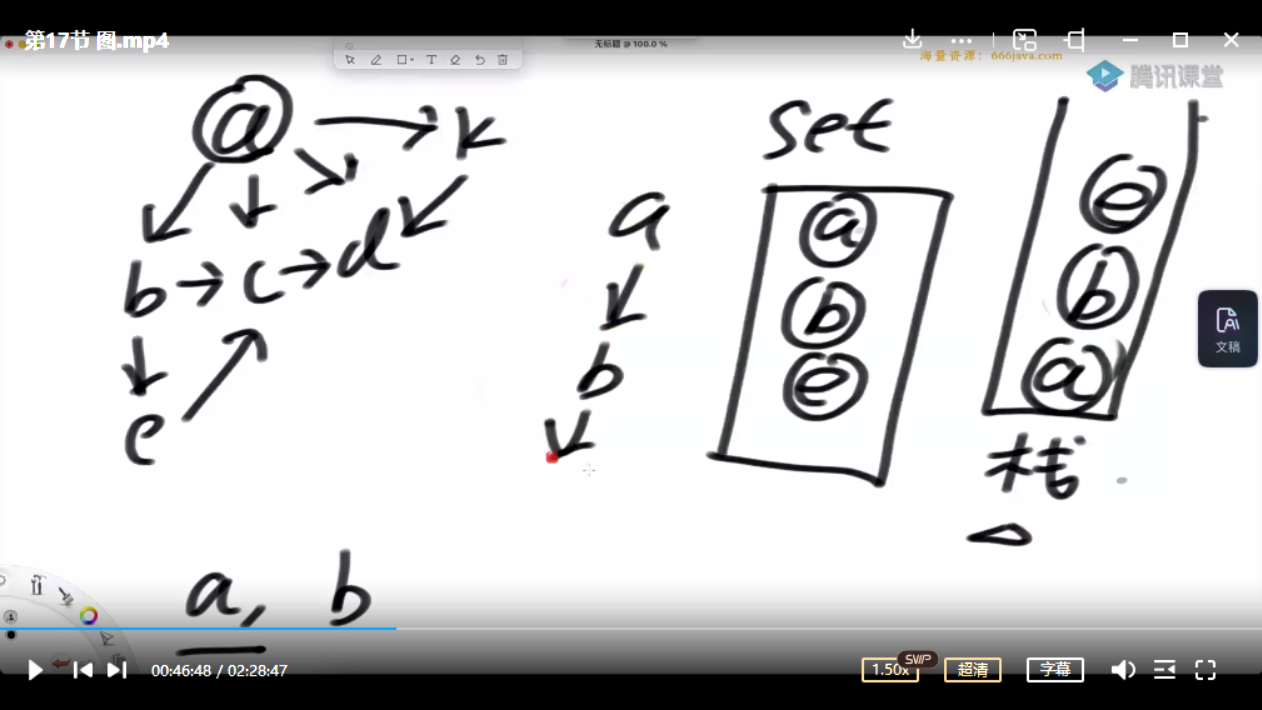 第17节 图.mp4
无标题 @ 100.0 %
T
海量资源：666java.com
腾讯课堂
a → k
b → c → d
e
a
b
set
a
b
e
e
b
a
栈
文稿
a, b
00:46:48 / 02:28:47
1.50x
SVIP
超清
字幕